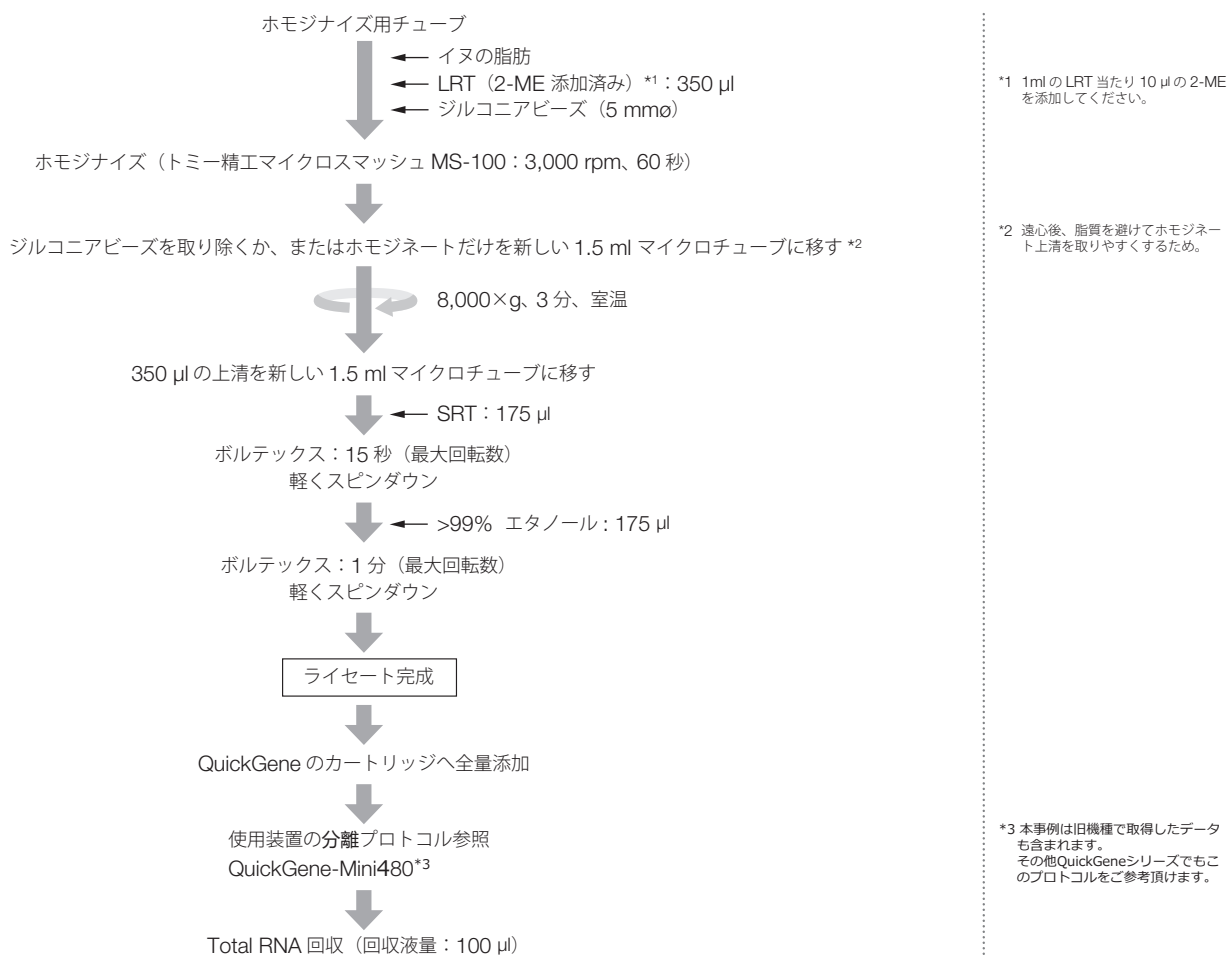 ホモジナイズ用チューブ
イヌの脂肪
LRT（2-ME 添加済み）*1：350 µl
ジルコニアビーズ（5 mmø）
*1 1ml の LRT 当たり 10 µl の 2-ME
を添加してください。
ホモジナイズ（トミー精工マイクロスマッシュ MS-100：3,000 rpm、60 秒）
ジルコニアビーズを取り除くか、またはホモジネートだけを新しい 1.5 ml マイクロチューブに移す *2
*2 遠心後、脂質を避けてホモジネー
ト上清を取りやすくするため。
8,000×g、3 分、室温
350 µl の上清を新しい 1.5 ml マイクロチューブに移す
SRT：175 µl
ボルテックス：15 秒（最大回転数）
軽くスピンダウン
>99% エタノール : 175 µl
ボルテックス：1 分（最大回転数）
軽くスピンダウン
ライセート完成
QuickGene のカートリッジへ全量添加
使用装置の分離プロトコル参照
QuickGene-Mini480*3
*3 本事例は旧機種で取得したデータ
も含まれます。
その他QuickGeneシリーズでもこ
のプロトコルをご参考頂けます。
Total RNA 回収（回収液量：100 µl）